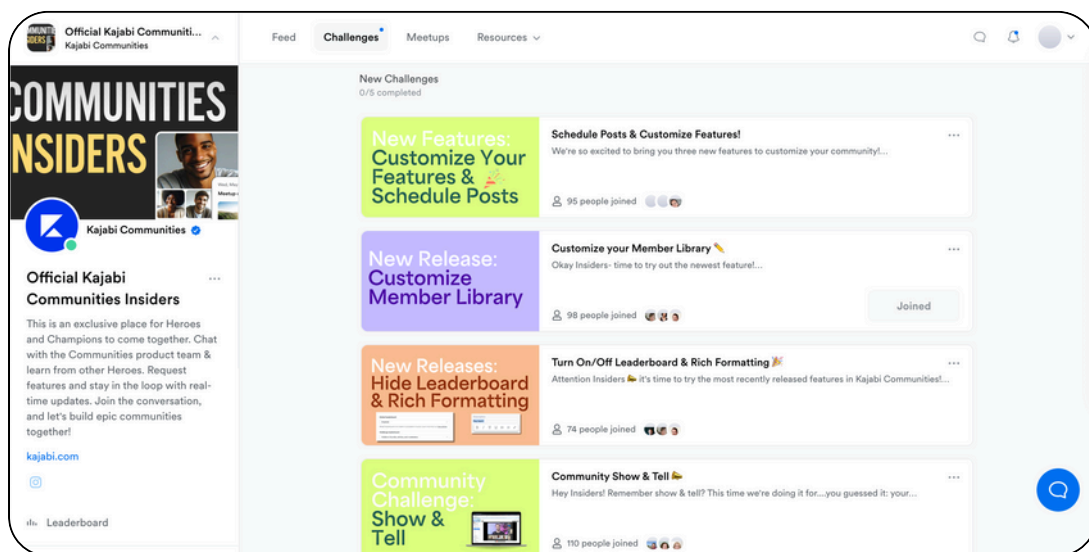 Official Kajabi Communiti...
Kajabi Communities
Feed
Challenges
Meetups
Resources
COMMUNITIES
INSIDERS
Kajabi Communities
Official Kajabi
Communities Insiders
This is an exclusive place for Heroes
and Champions to come together. Chat
with the Communities product team &
learn from other Heroes. Request
features and stay in the loop with real-
time updates. Join the conversation,
and let's build epic communities
together!
kajabi.com
Leaderboard
New Challenges
0/5 completed
New Features:
Customize Your
Features & 🎉
Schedule Posts
Schedule Posts & Customize Features!
We're so excited to bring you three new features to customize your community!...
95 people joined
New Release:
Customize
Member Library
Customize your Member Library ✏️
Okay Insiders- time to try out the newest feature!...
98 people joined
Joined
New Releases:
Hide Leaderboard
& Rich Formatting
Turn On/Off Leaderboard & Rich Formatting 🎉
Attention Insiders 📣 it's time to try the most recently released features in Kajabi Communities!...
74 people joined
Community
Challenge:
Show &
Tell
Community Show & Tell 📣
Hey Insiders! Remember show & tell? This time we're doing it for....you guessed it: your...
110 people joined